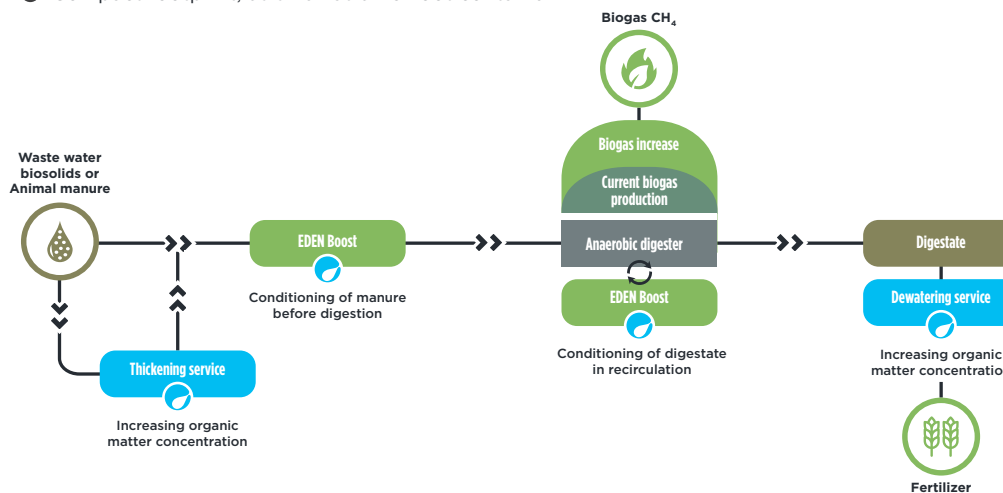 Biogas CH₄
Biogas increase
Current biogas
production
Waste water
biosolids or
Animal manure
EDEN Boost
Conditioning of manure
before digestion
Anaerobic digester
EDEN Boost
Conditioning of digestate
in recirculation
Digestate
Dewatering service
Increasing organic
matter
Fertilizer
Thickening service
Increasing organic
matter concentration